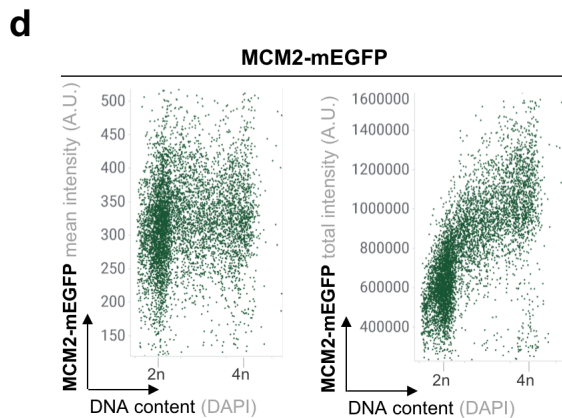 d
MCM2-mEGFP
MCM2-mEGFP mean intensity (A.U.)
500
450
400
350
300
250
200
150
2n
4n
DNA content (DAPI)
MCM2-mEGFP total intensity (A.U.)
1600000
1400000
1200000
1000000
800000
600000
400000
2n
4n
DNA content (DAPI)